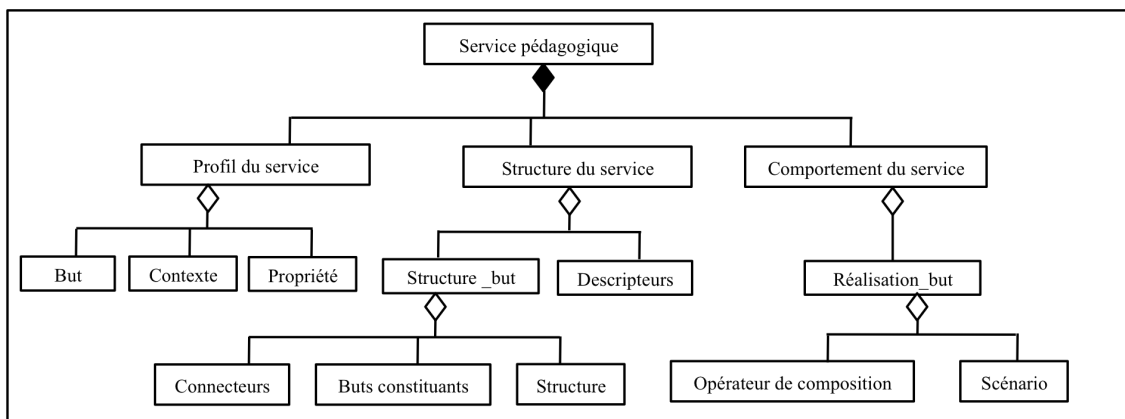 Service pédagogique
Profil du service
Structure du service
Comportement du service
But
Contexte
Propriété
Structure _but
Descripteurs
Réalisation_but
Connecteurs
Buts constituants
Structure
Opérateur de composition
Scénario